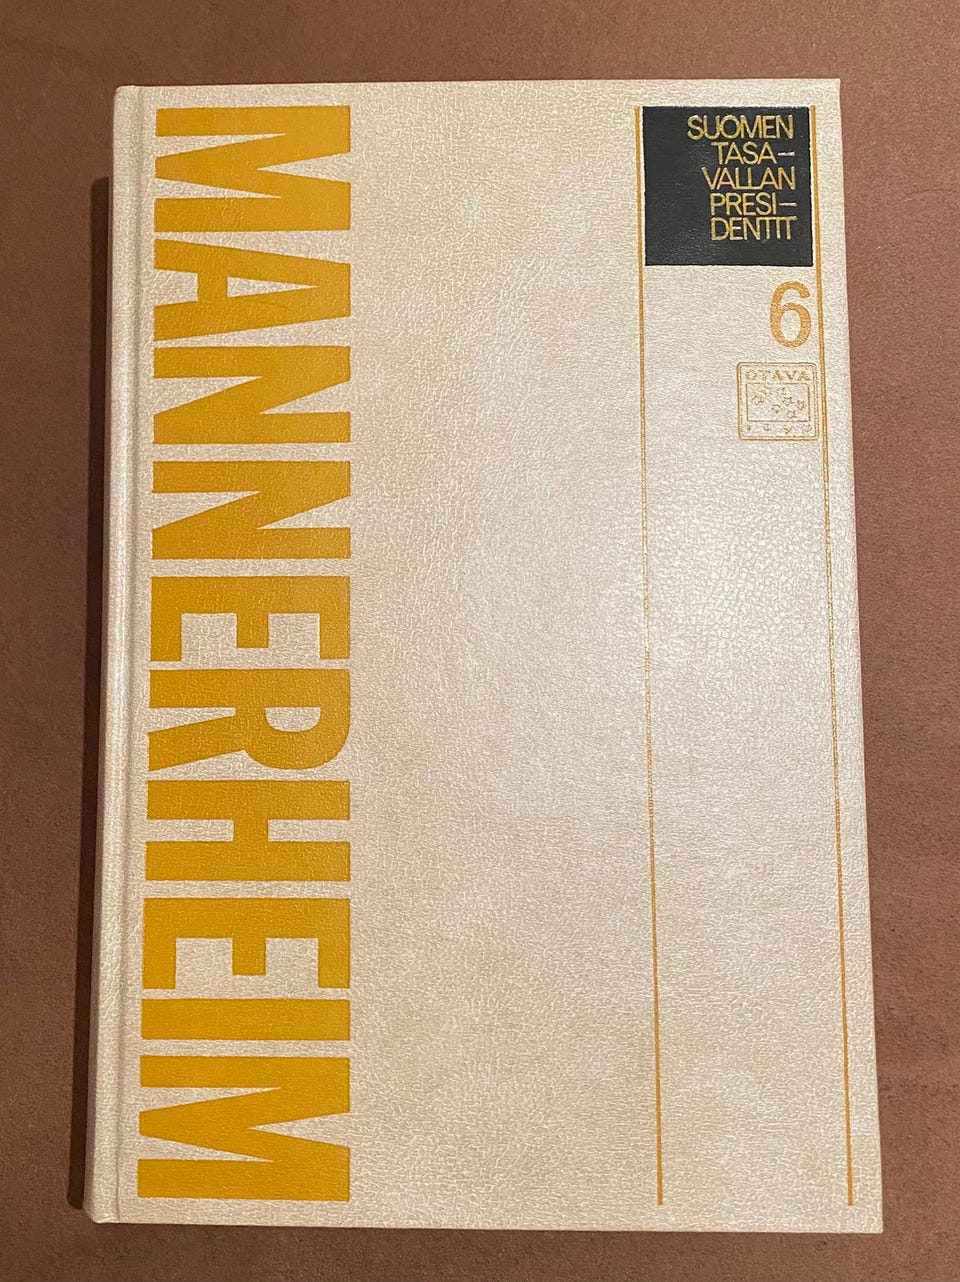 MANNERHEIM
SUOMEN
TASA-
VALLAN
PRESI-
DENTIT
6
OTAVA